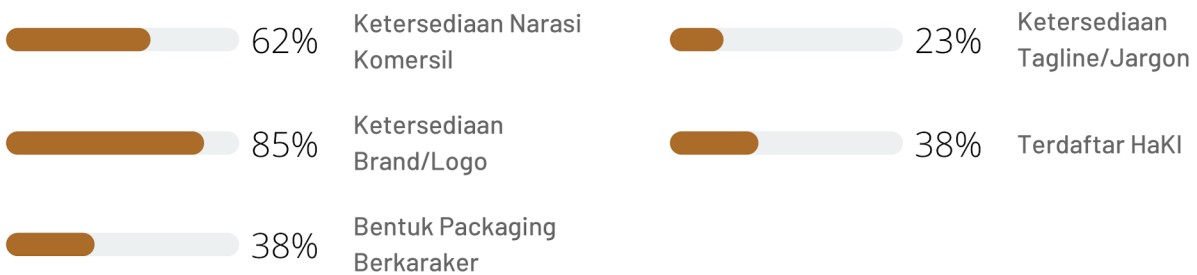 62%
Ketersediaan Narasi
Komersil
85%
Ketersediaan
Brand/Logo
38%
Bentuk Packaging
Berkaraker
23%
Ketersediaan
Tagline/Jargon
38%
Terdaftar HaKI